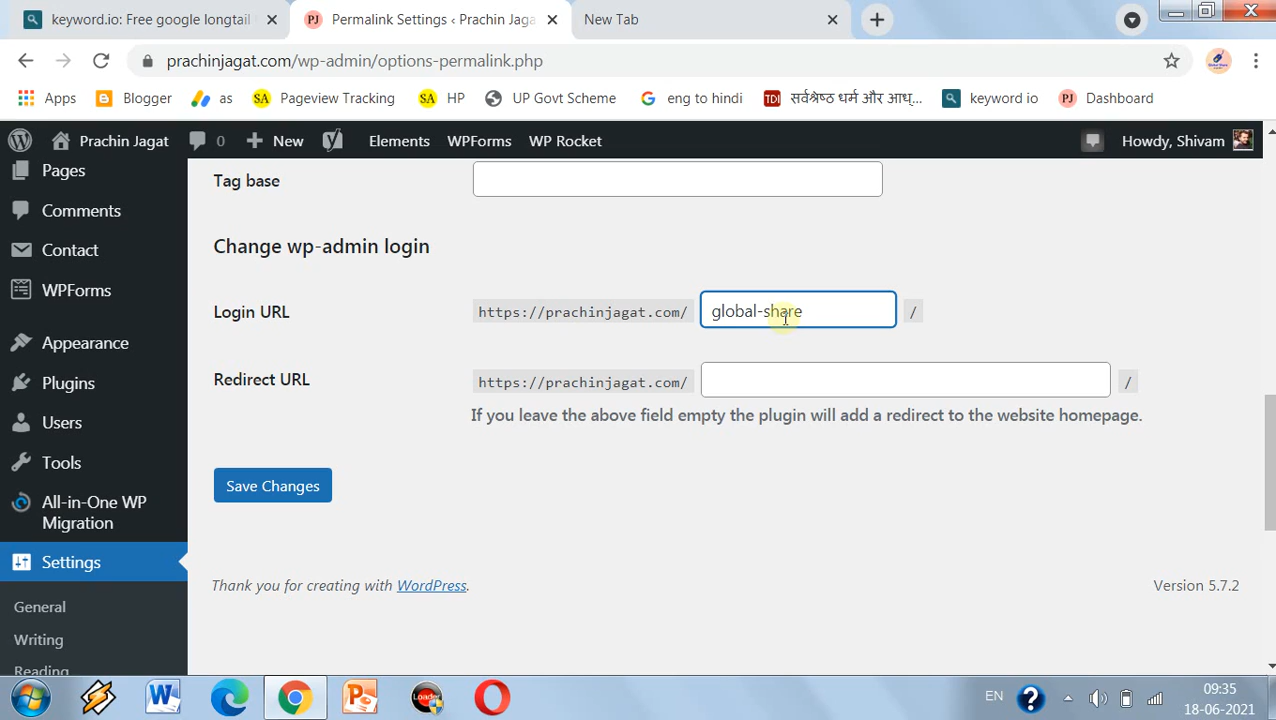 keyword.io: Free google longtail
Permalink Settings ‹ Prachin Jaga
New Tab
prachinjagat.com/wp-admin/options-permalink.php
Apps
Blogger
as
SA Pageview Tracking
SA HP
UP Govt Scheme
eng to hindi
TDI सर्वश्रेष्ठ धर्म और आध्...
keyword io
PJ Dashboard
Prachin Jagat
0
New
Elements
WPForms
WP Rocket
Howdy, Shivam
Pages
Comments
Contact
WPForms
Appearance
Plugins
Users
Tools
All-in-One WP
Migration
Settings
General
Writing
Reading
Tag base
Change wp-admin login
Login URL
https://prachinjagat.com/ global-share /
Redirect URL
https://prachinjagat.com/ /
If you leave the above field empty the plugin will add a redirect to the website homepage.
Save Changes
Thank you for creating with WordPress.
Version 5.7.2
Loader
EN
09:35
18-06-2021